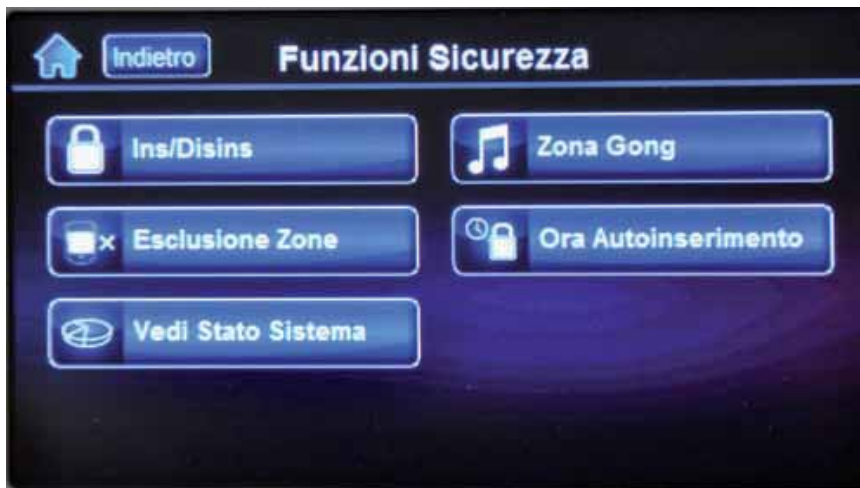 Indietro
Funzioni Sicurezza
Ins/Disins
Zona Gong
Esclusione Zone
Ora Autoinserimento
Vedi Stato Sistema